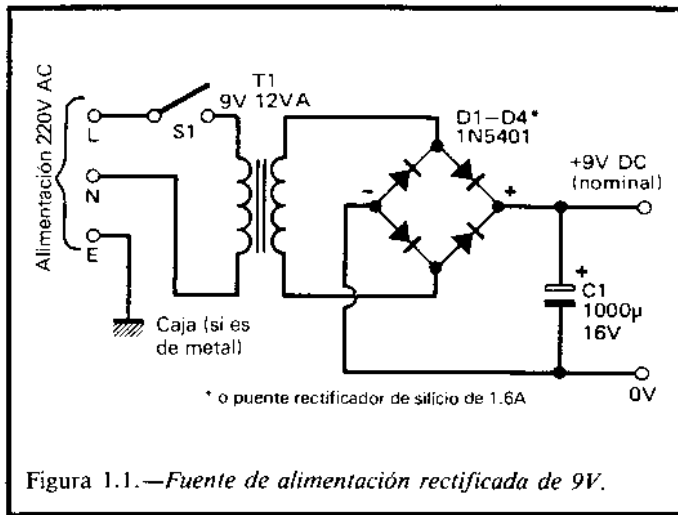 Alimentación 220V AC
L
N
E
S1
T1
9V 12VA
D1–D4*
1N5401
-
+
+9V DC
(nominal)
+
C1
1000μ
16V
0V
Caja (si es
de metal)
* o puente rectificador de silício de 1.6A
Figura 1.1.—Fuente de alimentación rectificada de 9V.